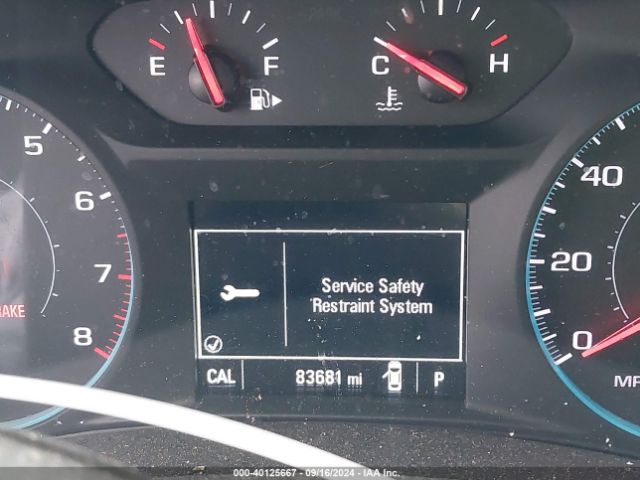 E
F
C
H
5
6
7
8
40
20
0
Service Safety
Restraint System
CAL
83681 mi
P
000-40125667 - 09/16/2024 - IAA Inc.